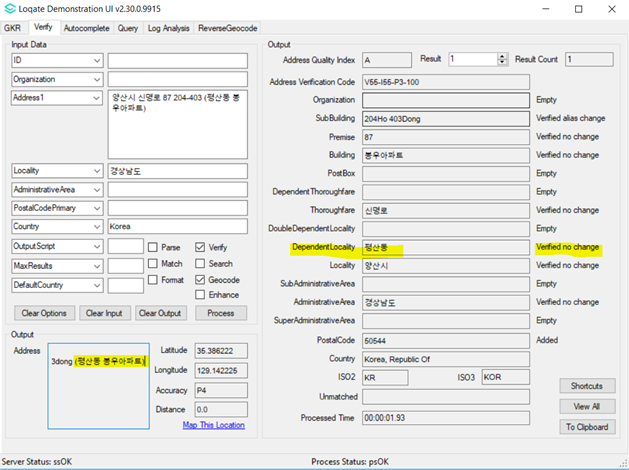 Loqate Demonstration UI v2.30.0.9915
GKR Verify Autocomplete Query Log Analysis ReverseGeocode
Input Data
ID
Organization
Address1 양산시 신명로 87 204-403 (평산동 봉
우아파트)
Locality 경상남도
AdministrativeArea
PostalCodePrimary
Country Korea
OutputScript Parse Verify
MaxResults Match Search
DefaultCountry Format Geocode
Enhance
Clear Options Clear Input Clear Output Process
Output
Address 3dong (평산동 봉우아파트)
Latitude 35.386222
Longitude 129.142225
Accuracy P4
Distance 0.0
Map This Location
Output
Address Quality Index A Result 1 Result Count 1
Address Verification Code V55-I55-P3-100
Organization Empty
SubBuilding 204Ho 403Dong Verified alias change
Premise 87 Verified no change
Building 봉우아파트 Verified no change
PostBox Empty
DependentThoroughfare Empty
Thoroughfare 신명로 Verified no change
DoubleDependentLocality Empty
DependentLocality 평산동 Verified no change
Locality 양산시 Verified no change
SubAdministrativeArea Empty
AdministrativeArea 경상남도 Verified no change
SuperAdministrativeArea Empty
PostalCode 50544 Added
Country Korea, Republic Of
ISO2 KR ISO3 KOR
Unmatched
Processed Time 00:00:01.93
Shortcuts
View All
To Clipboard
Server Status: ssOK Process Status: psOK